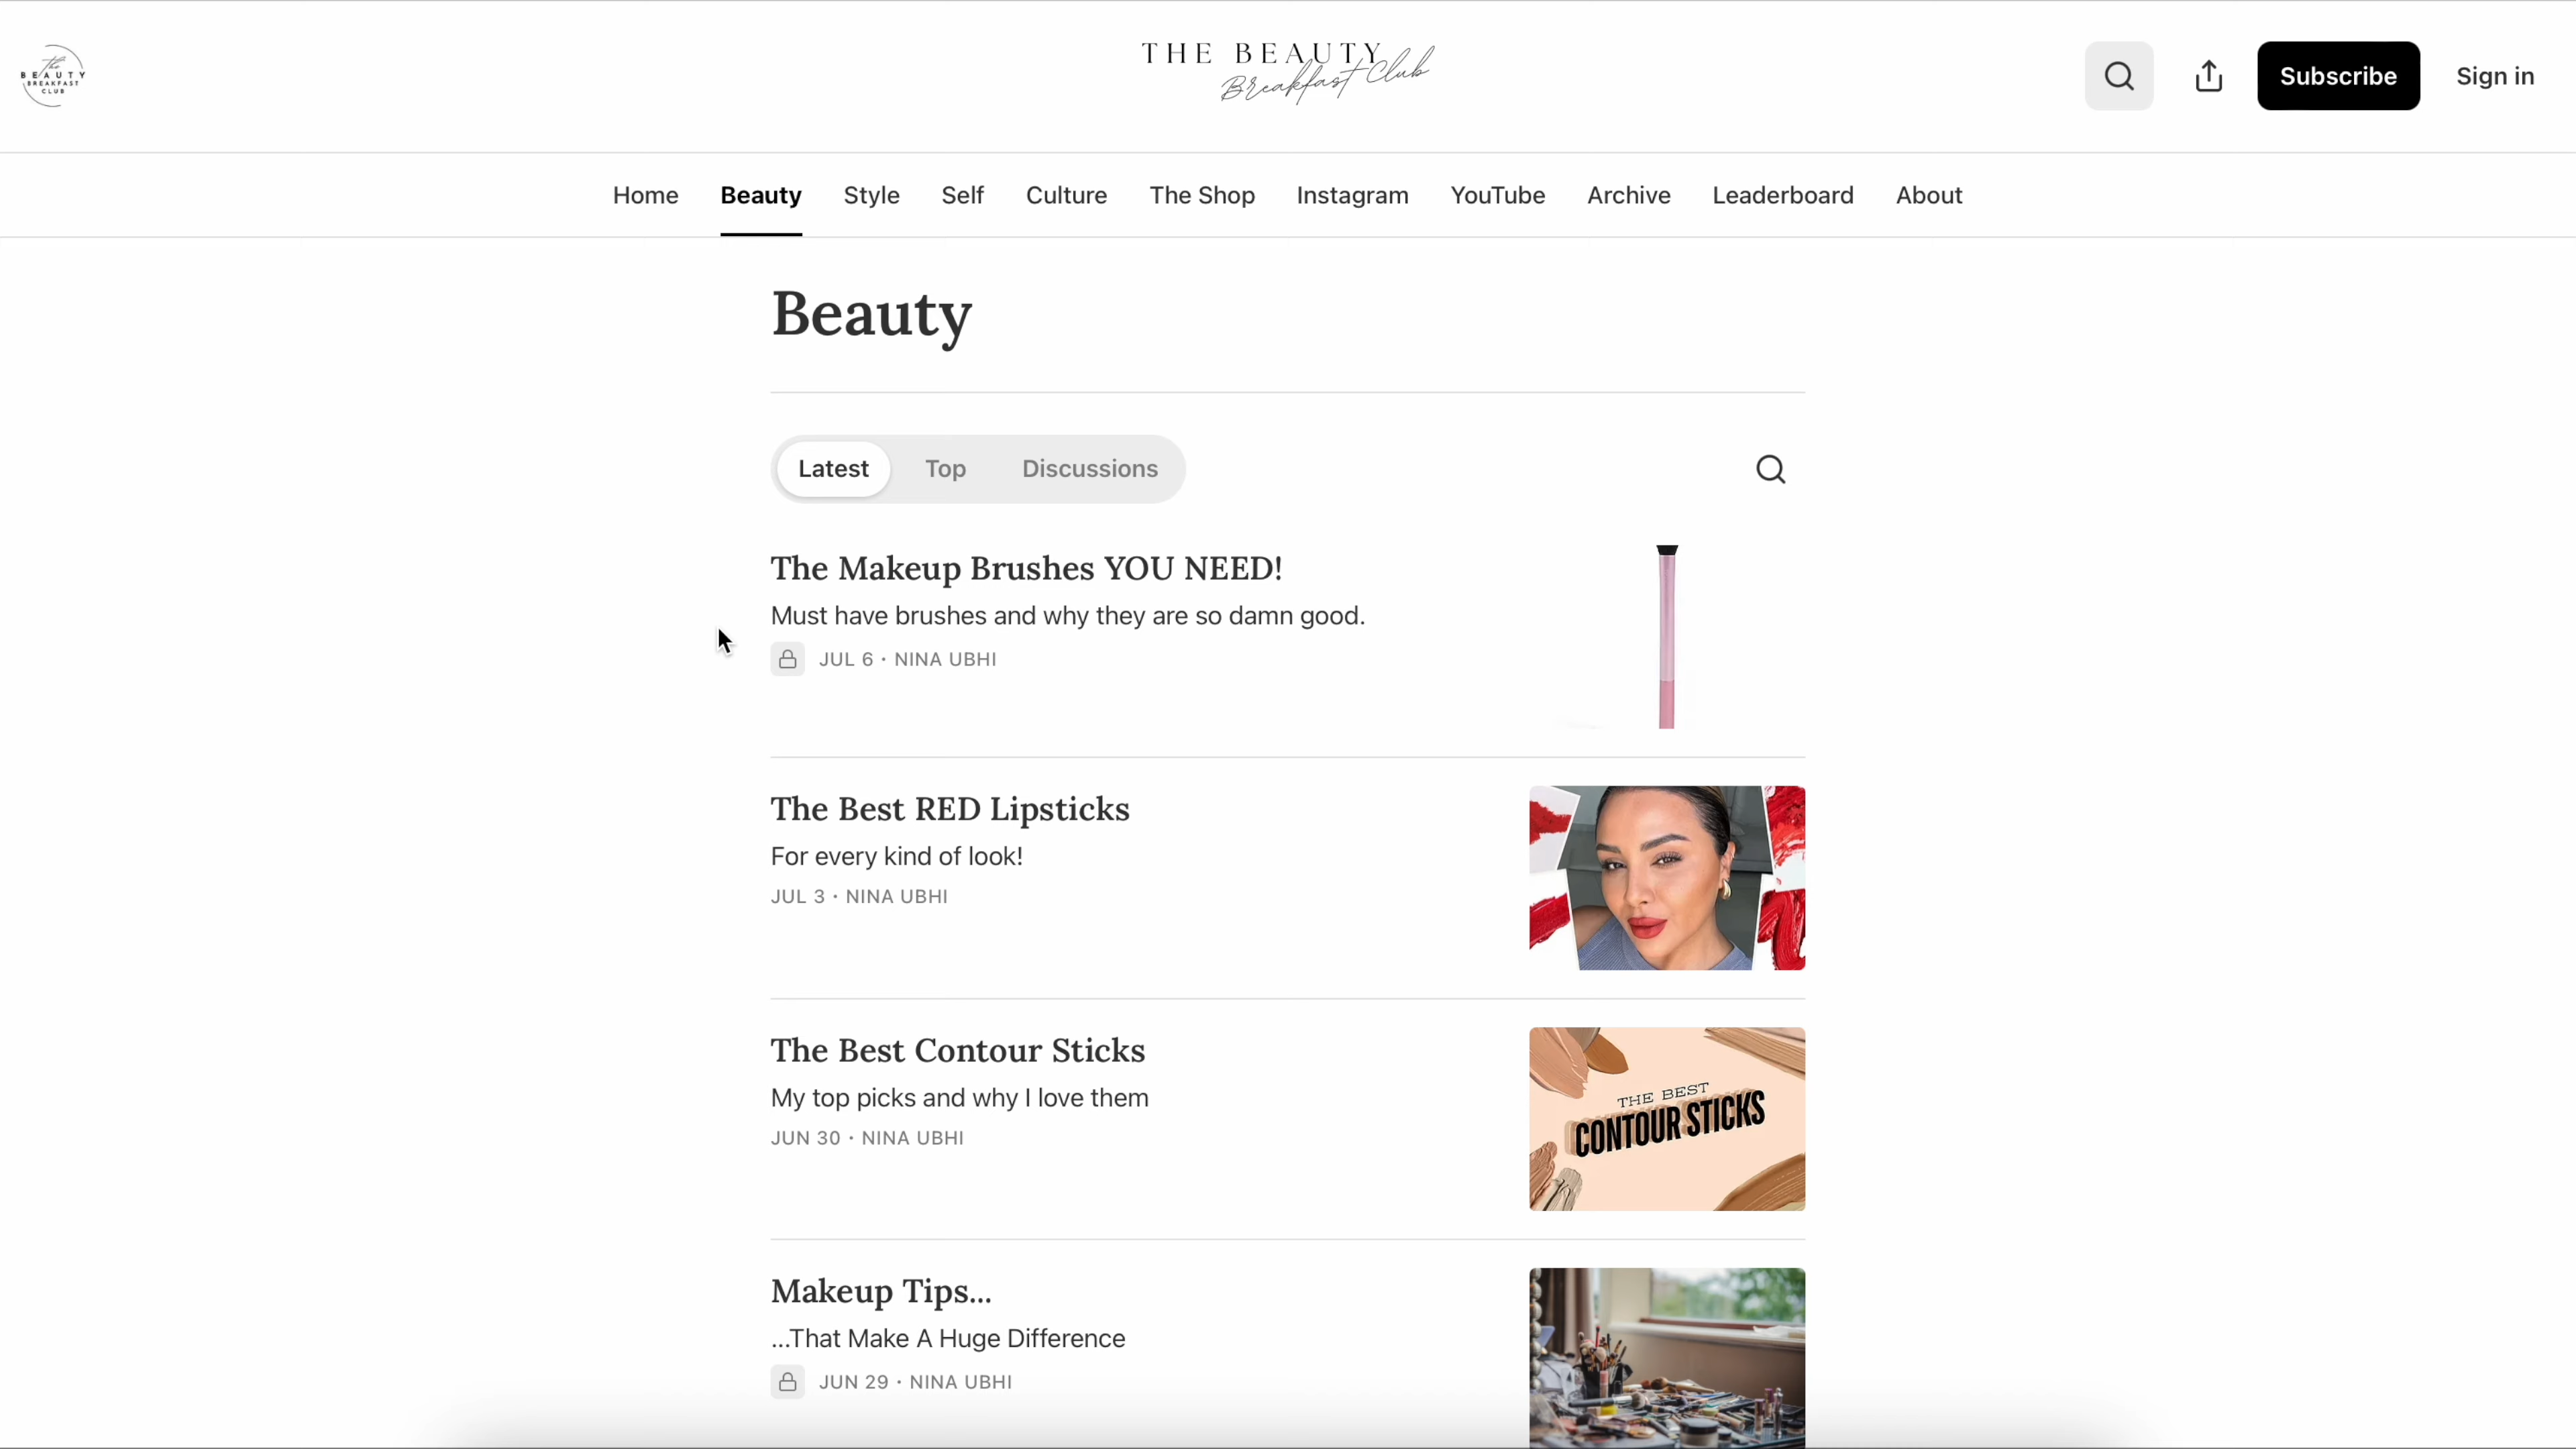 the
BEAUTY
BREAKFAST
CLUB
THE BEAUTY
Breakfast Club
Subscribe
Sign in
Home
Beauty
Style
Self
Culture
The Shop
Instagram
YouTube
Archive
Leaderboard
About
Beauty
Latest
Top
Discussions
The Makeup Brushes YOU NEED!
Must have brushes and why they are so damn good.
JUL 6 • NINA UBHI
The Best RED Lipsticks
For every kind of look!
JUL 3 • NINA UBHI
The Best Contour Sticks
My top picks and why I love them
JUN 30 • NINA UBHI
THE BEST
CONTOUR STICKS
Makeup Tips...
...That Make A Huge Difference
JUN 29 • NINA UBHI